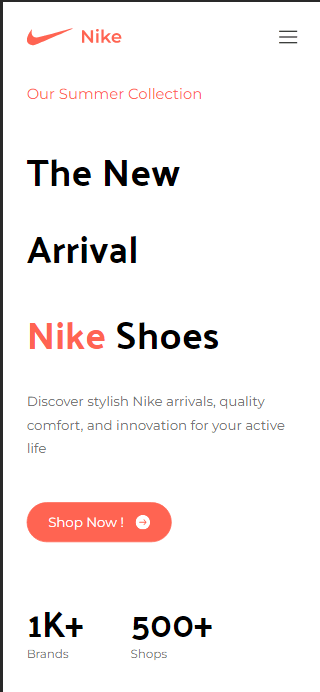 Nike
Our Summer Collection
The New
Arrival
Nike Shoes
Discover stylish Nike arrivals, quality
comfort, and innovation for your active
life
Shop Now !
1K+ 500+
Brands Shops